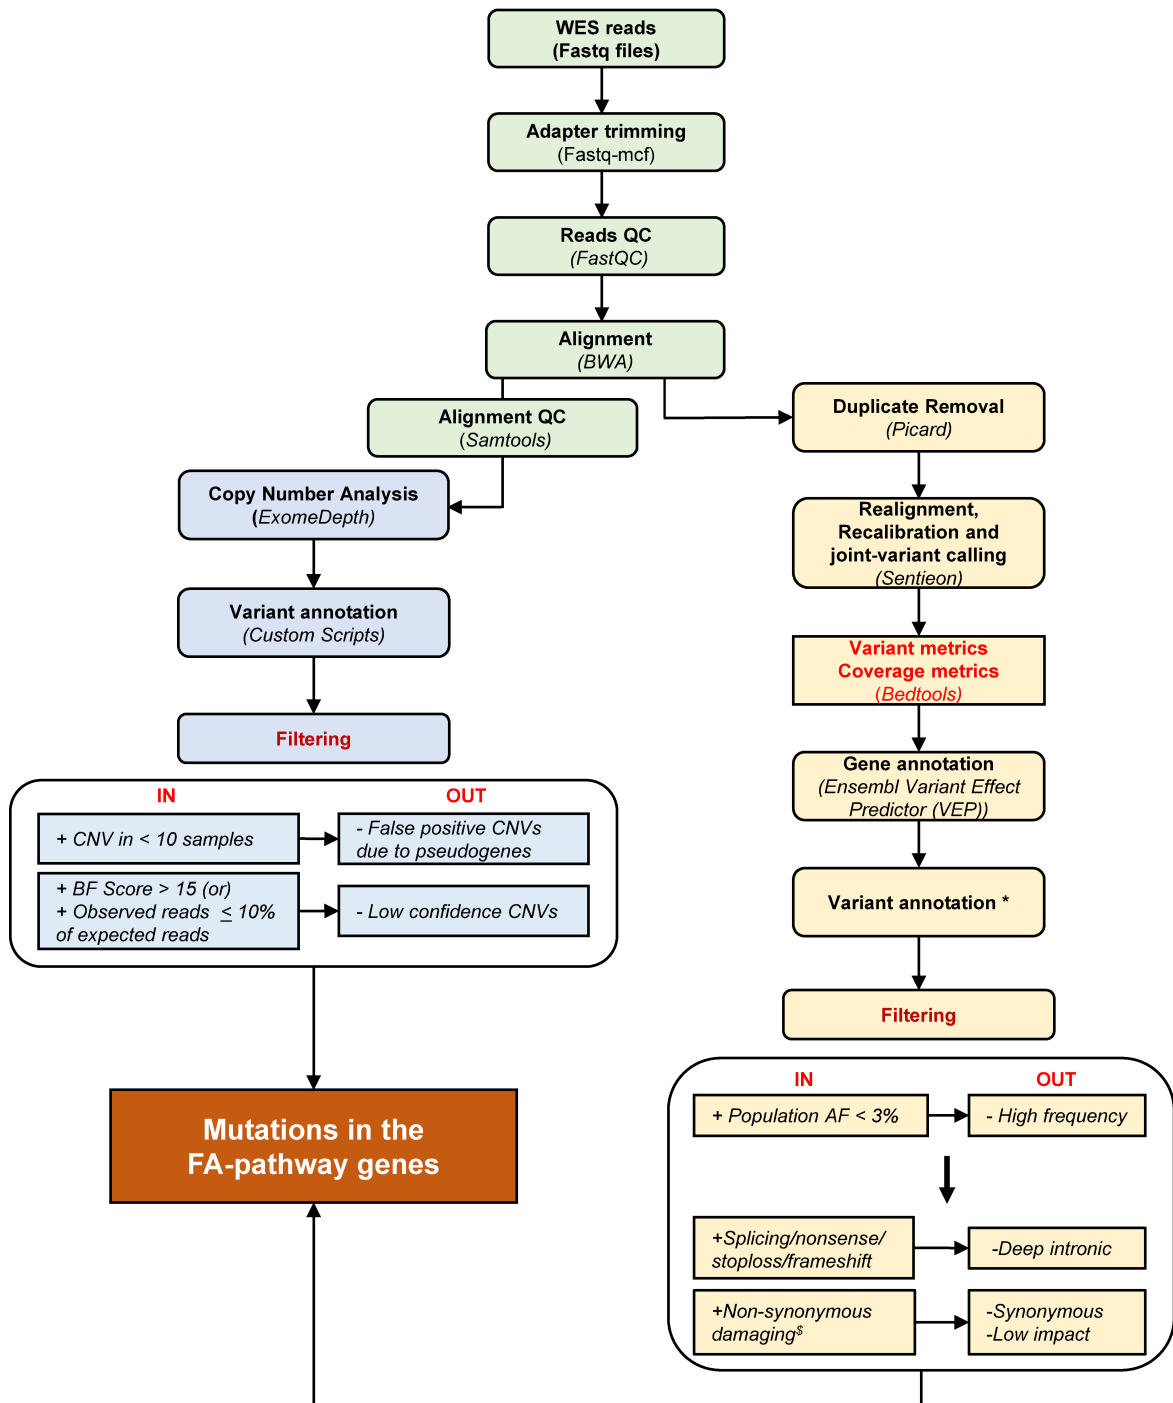 WES reads
(Fastq files)
Adapter trimming
(Fastq-mcf)
Reads QC
(FastQC)
Alignment
(BWA)
Alignment QC
(Samtools)
Copy Number Analysis
(ExomeDepth)
Variant annotation
(Custom Scripts)
Filtering
IN
OUT
+ CNV in < 10 samples
- False positive CNVs
due to pseudogenes
+ BF Score > 15 (or)
+ Observed reads ≤ 10%
of expected reads
- Low confidence CNVs
Duplicate Removal
(Picard)
Realignment,
Recalibration and
joint-variant calling
(Sentieon)
Variant metrics
Coverage metrics
(Bedtools)
Gene annotation
(Ensembl Variant Effect
Predictor (VEP))
Variant annotation *
Filtering
IN
OUT
+ Population AF < 3%
- High frequency
+Splicing/nonsense/
stoploss/frameshift
-Deep intronic
+Non-synonymous
damaging$
-Synonymous
-Low impact
Mutations in the
FA-pathway genes